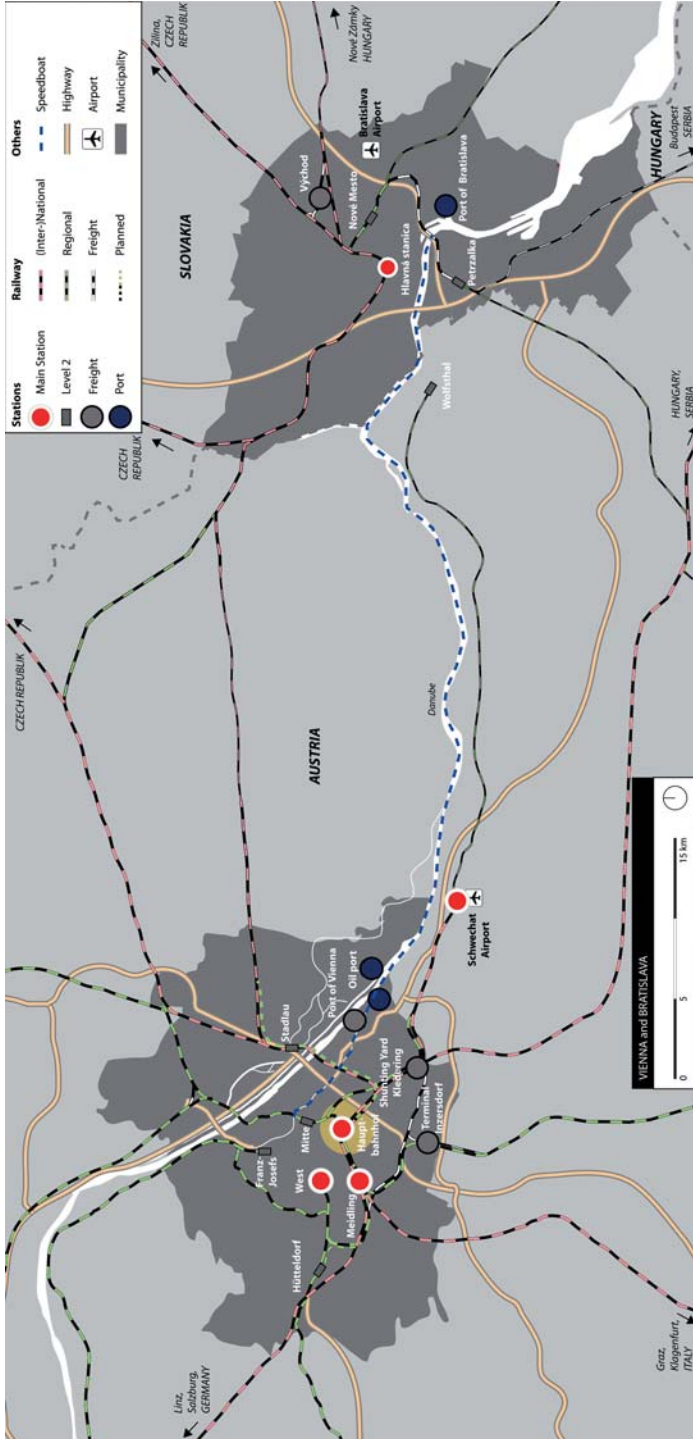 Stations
Main Station
Level 2
Freight
Port
Railway
(Inter-)National
Regional
Freight
Planned
Others
Speedboat
Highway
Airport
Municipality
CZECH REPUBLIK
CZECH
REPUBLIK
Zilina,
CZECH
REPUBLIK
Nové Zámky
HUNGARY
SLOVAKIA
Východ
Nové Mesto
Bratislava
Airport
Hlavná stanica
Port of Bratislava
Petrzalka
Wolfsthal
HUNGARY
Budapest
SERBIA
HUNGARY,
SERBIA
AUSTRIA
Danube
Linz,
Salzburg,
GERMANY
Hütteldorf
Franz-
Josefs
West
Meidling
Mitte
Haupt
bahnhof
Stadlau
Port of Vienna
Oil port
Shunting Yard
Kledering
Terminal
Inzersdorf
Schwechat
Airport
Graz,
Klagenfurt,
ITALY
VIENNA and BRATISLAVA
0 5 15 km